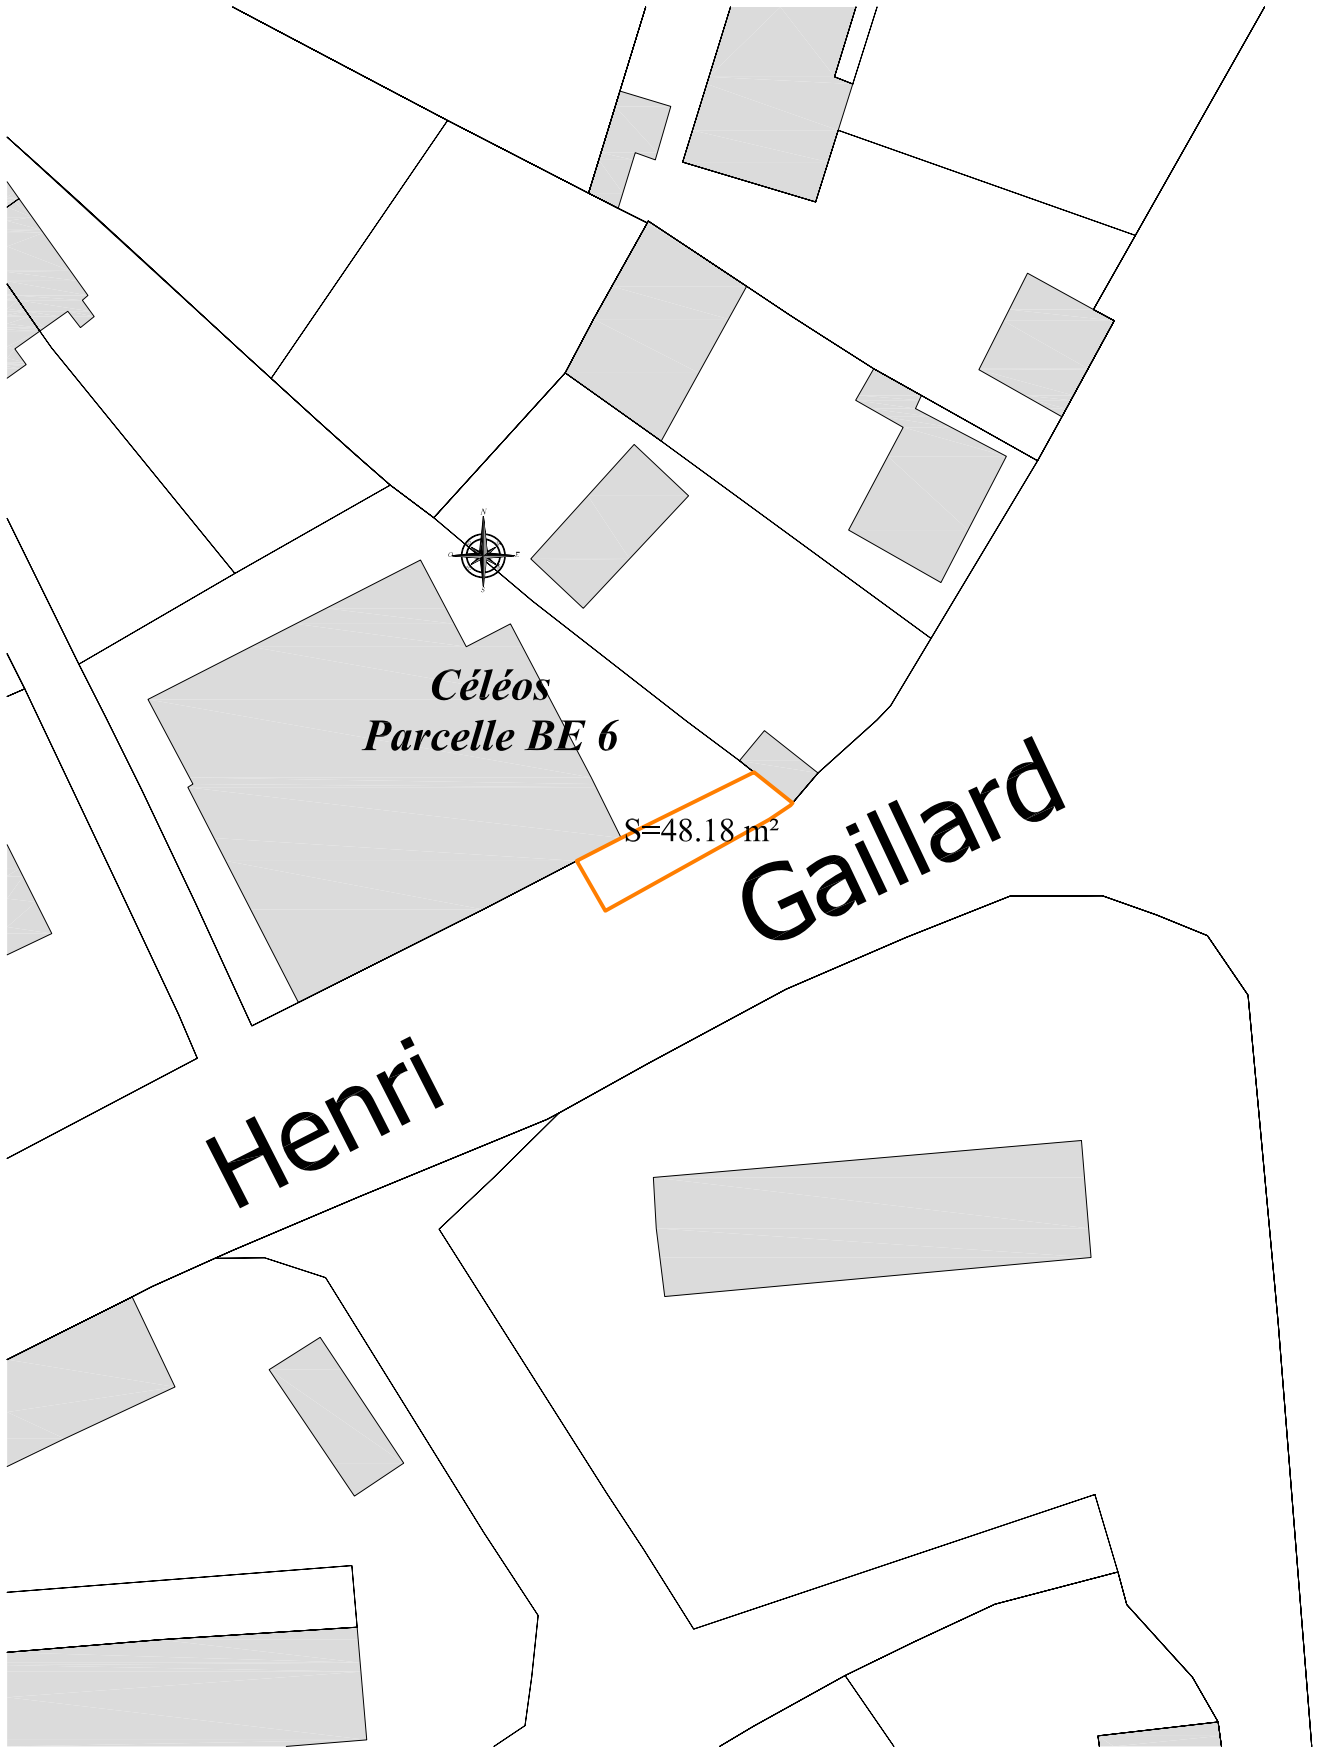 N
O E
S
Céléos
Parcelle BE 6
S=48.18 m²
Gaillard
Henri